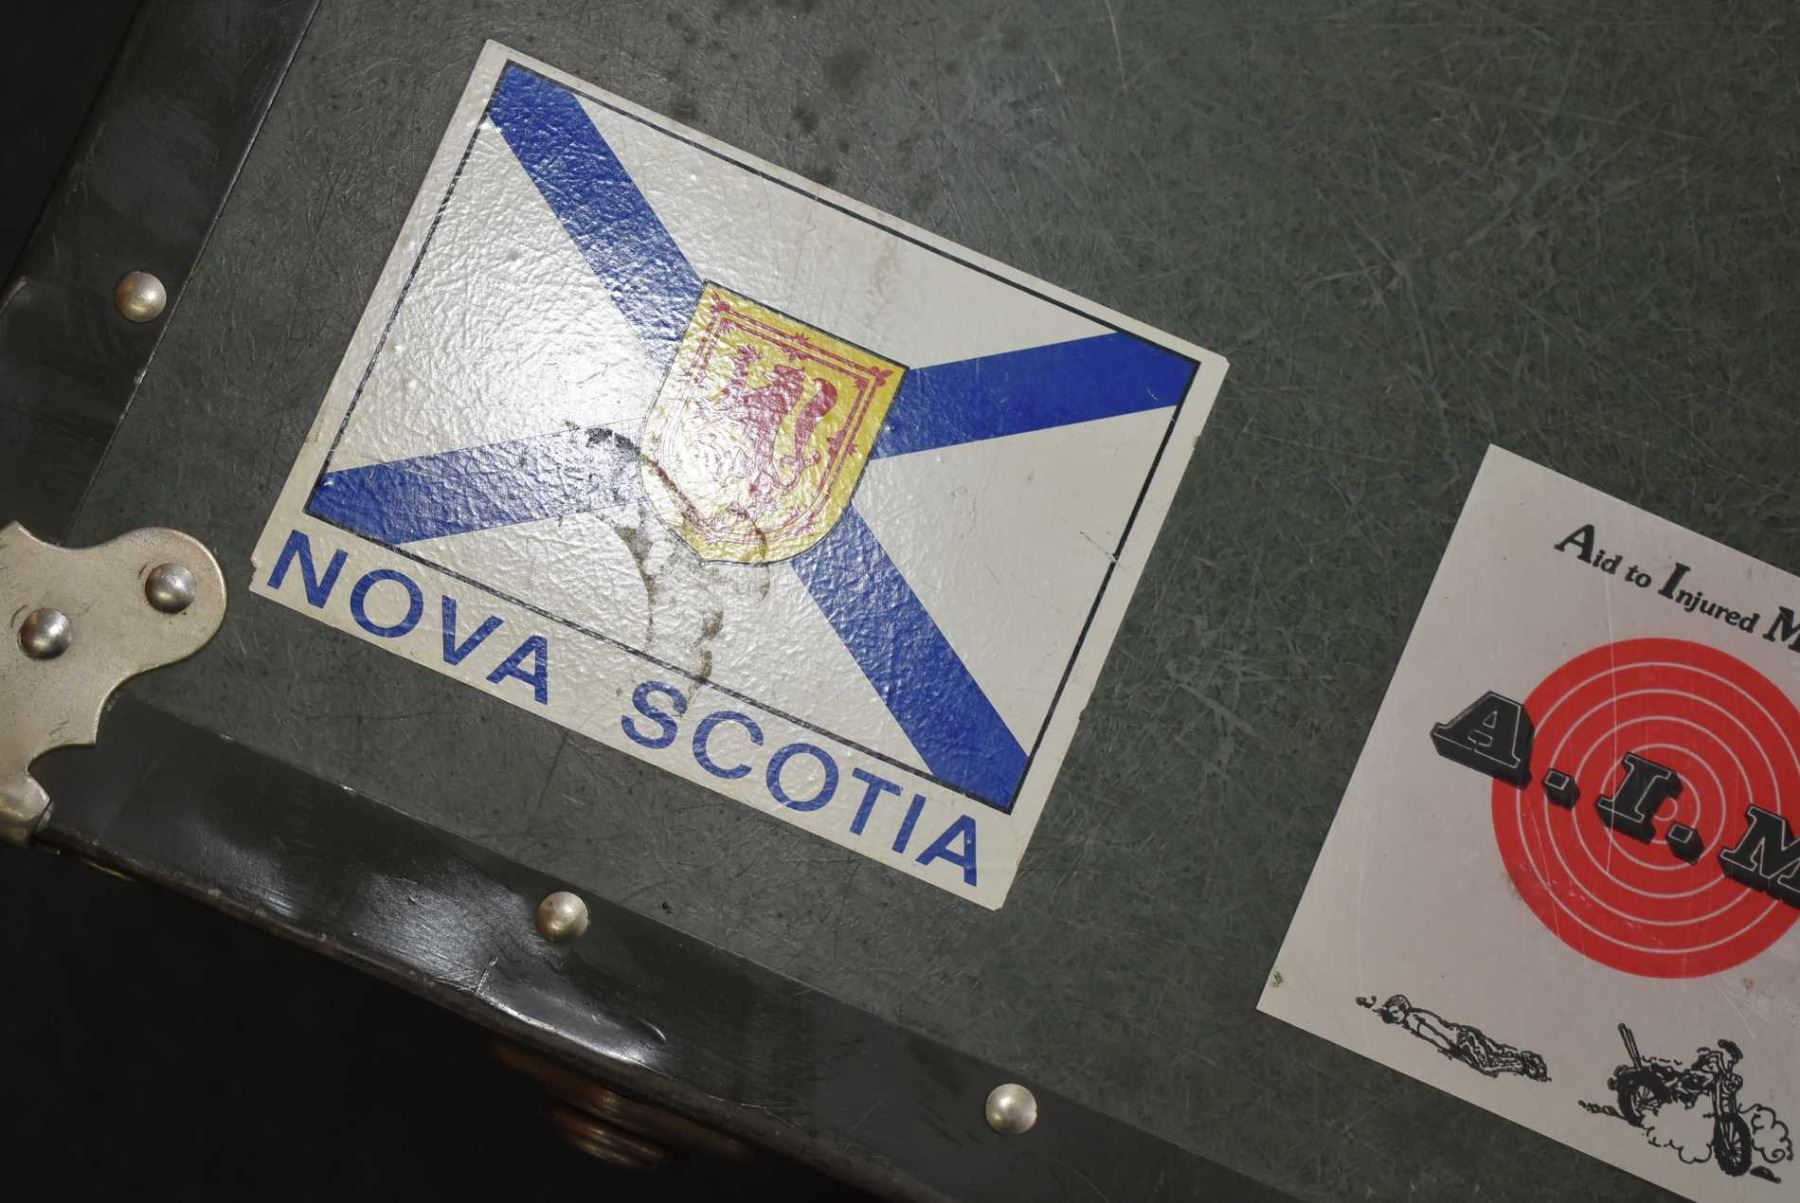 NOVA SCOTIA
Aid to Injured
A.I.M